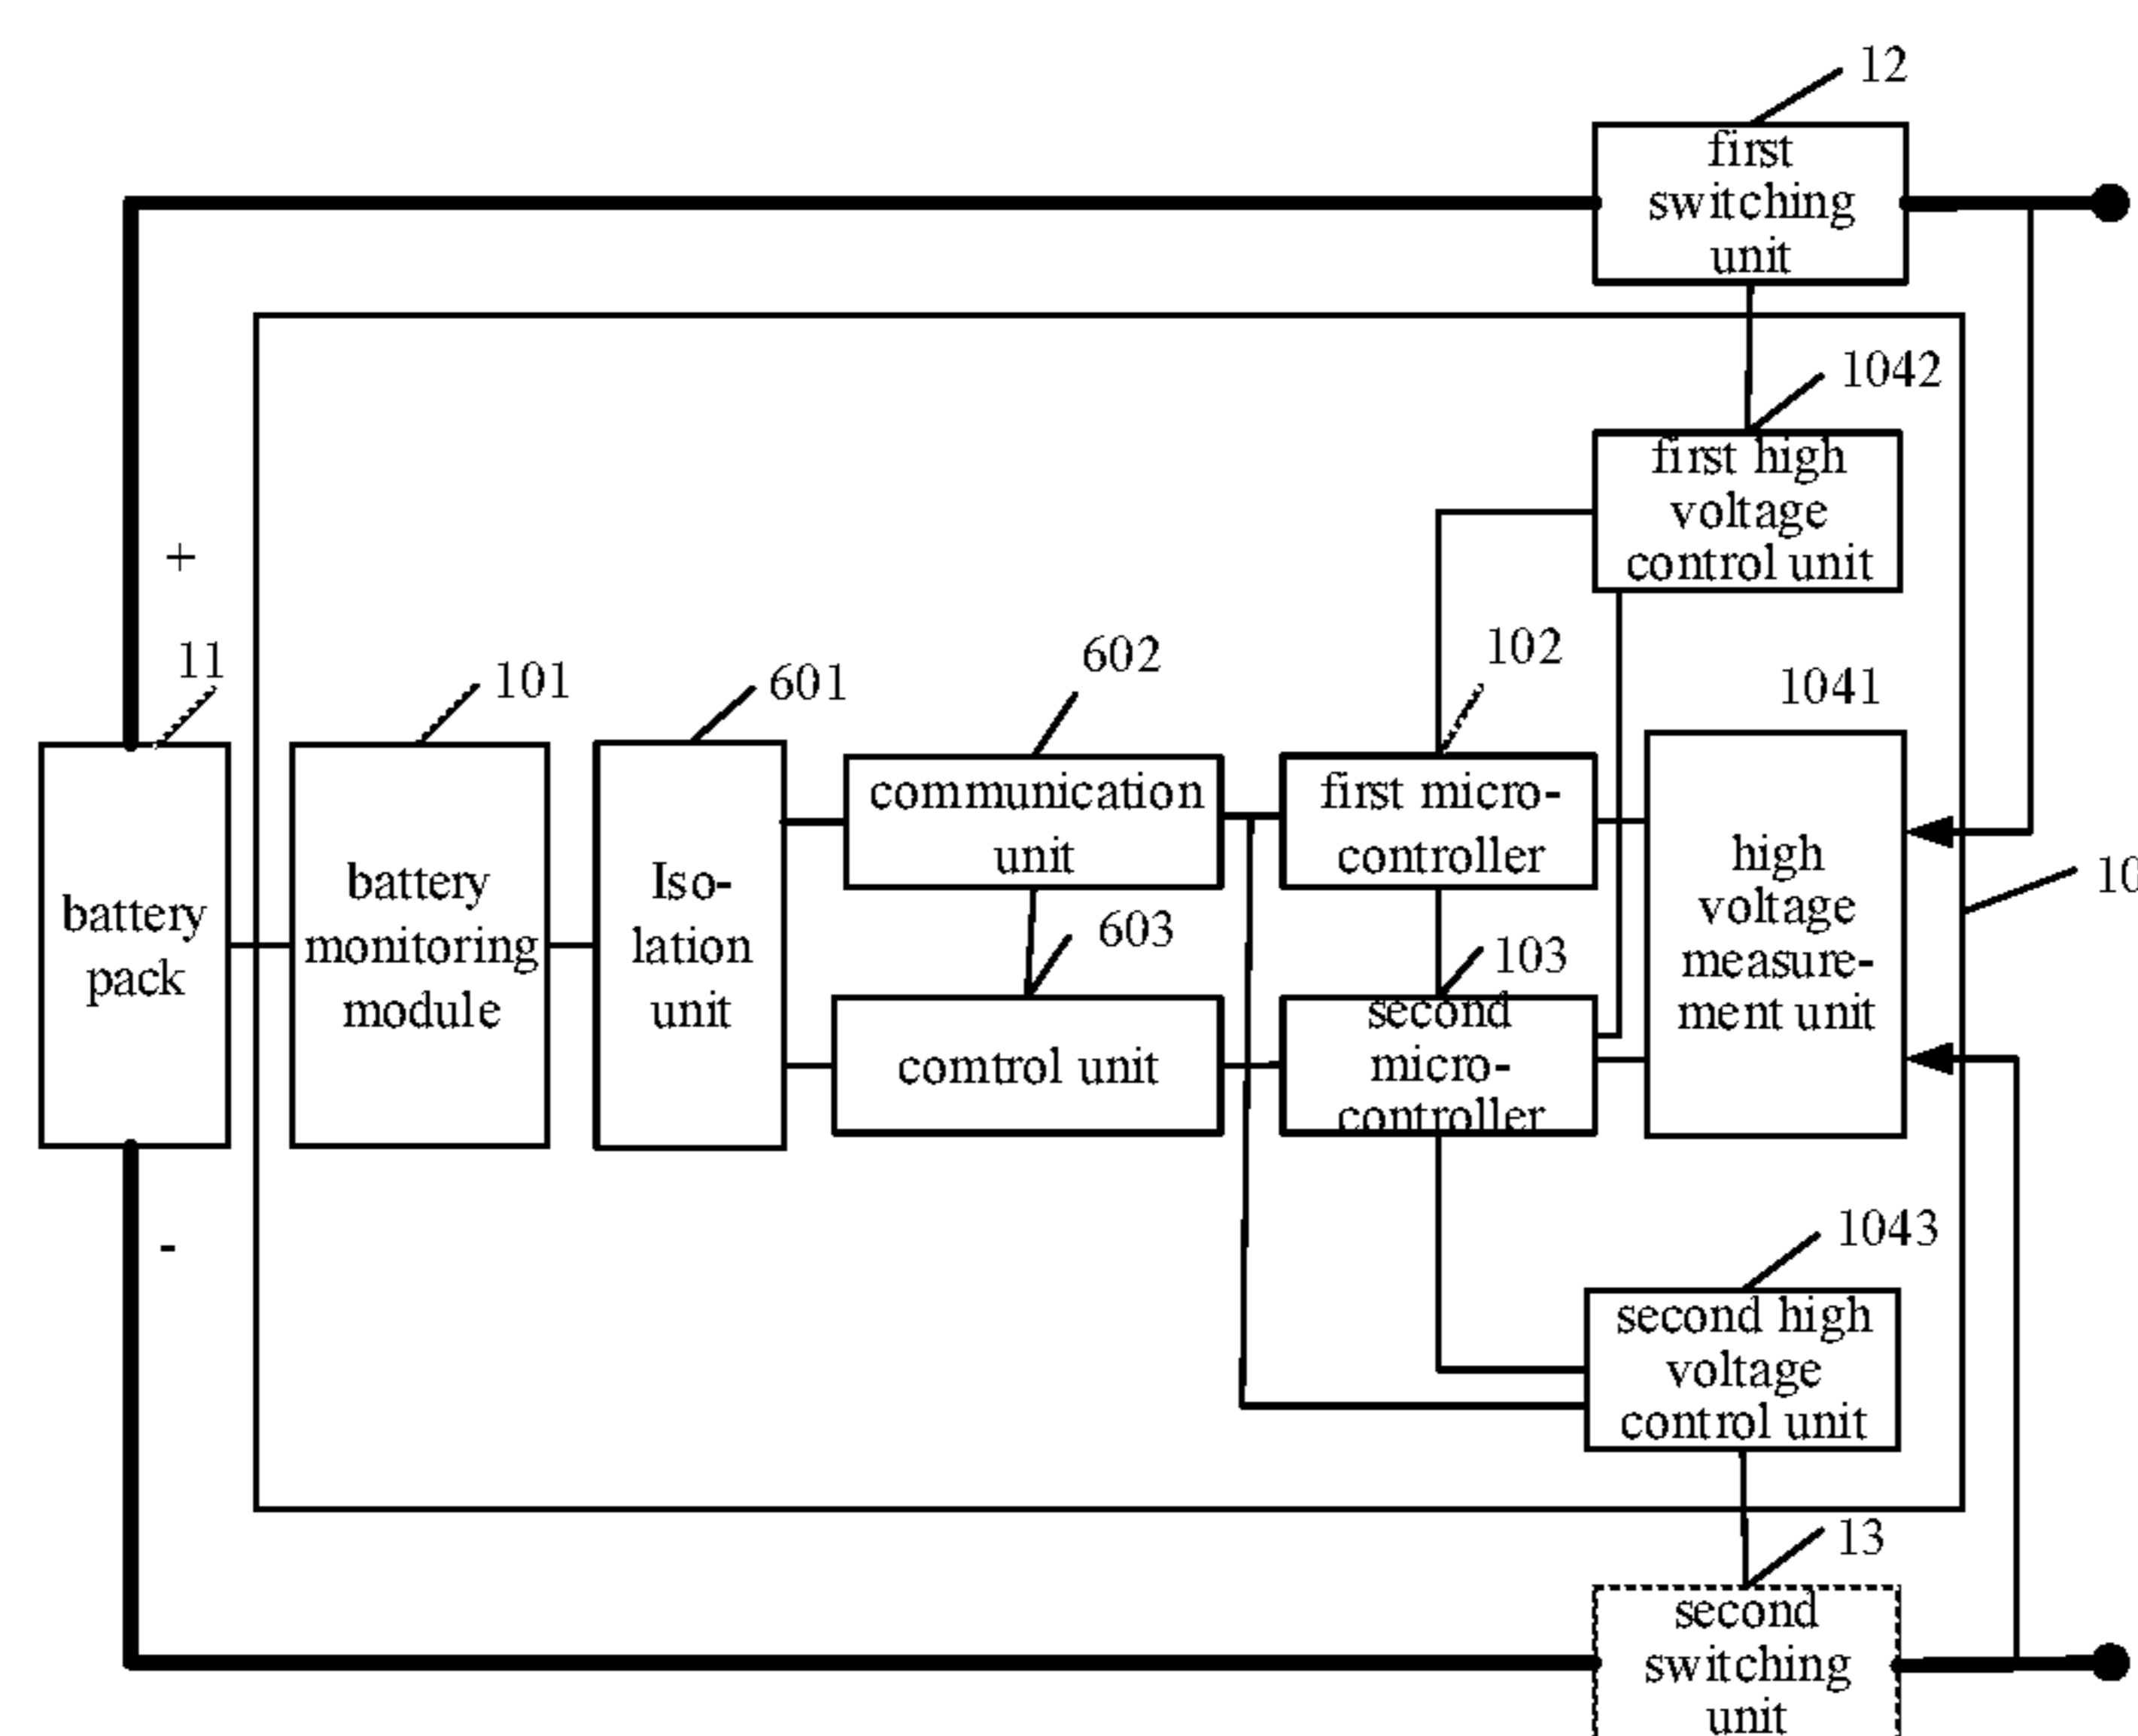 12
first
switching
unit
1042
first high
voltage
control unit
+
11
101
601
602
102
1041
battery
pack
battery
monitoring
module
Iso-
lation
unit
communication
unit
first micro-
controller
high
voltage
measure-
ment unit
10
603
103
comtrol unit
second
micro-
controller
-
1043
second high
voltage
control unit
13
second
switching
unit